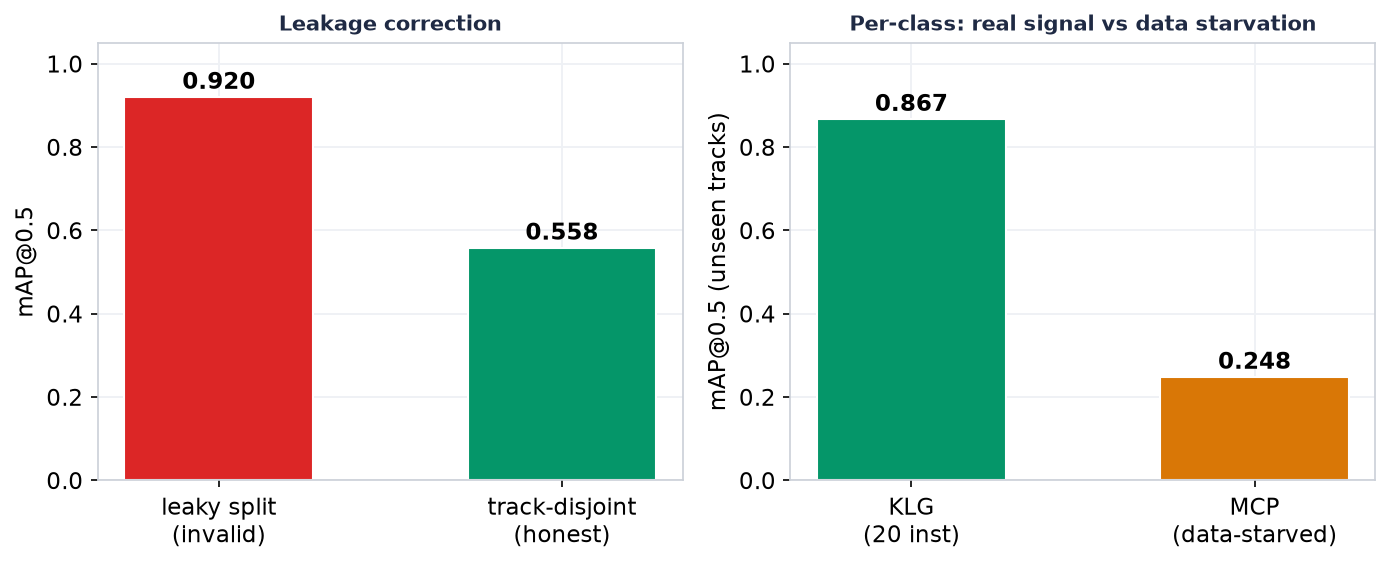 Leakage correction
mAP@0.5
1.0
0.8
0.6
0.4
0.2
0.0
0.920
0.558
leaky split
(invalid)
track-disjoint
(honest)
Per-class: real signal vs data starvation
mAP@0.5 (unseen tracks)
1.0
0.8
0.6
0.4
0.2
0.0
0.867
0.248
KLG
(20 inst)
MCP
(data-starved)